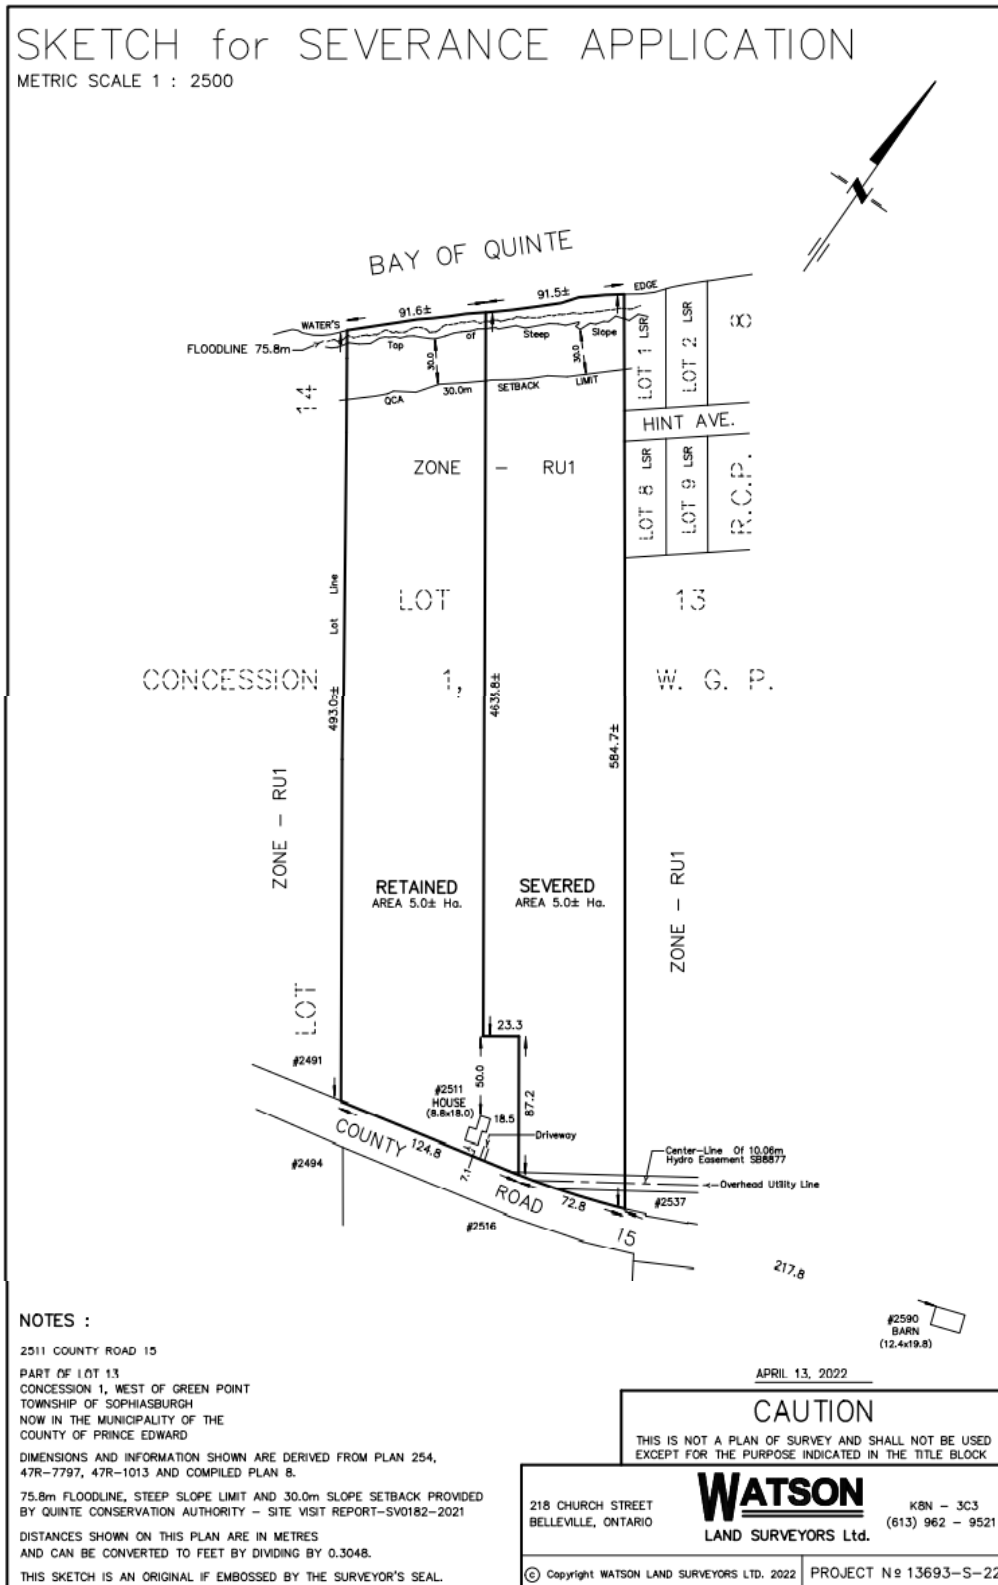 SKETCH for SEVERANCE APPLICATION
METRIC SCALE 1 : 2500
BAY OF QUINTE
WATER'S
91.6±
91.5±
EDGE
FLOODLINE 75.8m
Top
of
Steep
Slope
30.0
30.0
QCA
30.0m
SETBACK
LIMIT
14
LOT 1 LSR
LOT 2 LSR
8
HINT AVE.
ZONE - RU1
LOT 8 LSR
LOT 9 LSR
R.C.P.
Lot Line
LOT
13
CONCESSION
1,
W. G. P.
493.0±
584.7±
ZONE - RU1
RETAINED
AREA 5.0± Ha.
SEVERED
AREA 5.0± Ha.
ZONE - RU1
LOT
23.3
#2491
50.0
87.2
#2511
HOUSE
(8.8x18.0)
18.5
Driveway
COUNTY
124.8
7.1
Center-Line Of 10.06m
Hydro Easement SB8877
Overhead Utility Line
#2494
ROAD
72.8
#2537
#2516
15
217.8
#2590
BARN
(12.4x19.8)
NOTES :
2511 COUNTY ROAD 15
PART OF LOT 13
CONCESSION 1, WEST OF GREEN POINT
TOWNSHIP OF SOPHIASBURGH
NOW IN THE MUNICIPALITY OF THE
COUNTY OF PRINCE EDWARD
DIMENSIONS AND INFORMATION SHOWN ARE DERIVED FROM PLAN 254,
47R-7797, 47R-1013 AND COMPILED PLAN 8.
75.8m FLOODLINE, STEEP SLOPE LIMIT AND 30.0m SLOPE SETBACK PROVIDED
BY QUINTE CONSERVATION AUTHORITY - SITE VISIT REPORT-SV0182-2021
DISTANCES SHOWN ON THIS PLAN ARE IN METRES
AND CAN BE CONVERTED TO FEET BY DIVIDING BY 0.3048.
THIS SKETCH IS AN ORIGINAL IF EMBOSSED BY THE SURVEYOR'S SEAL.
APRIL 13, 2022
CAUTION
THIS IS NOT A PLAN OF SURVEY AND SHALL NOT BE USED
EXCEPT FOR THE PURPOSE INDICATED IN THE TITLE BLOCK
218 CHURCH STREET
BELLEVILLE, ONTARIO
WATSON
LAND SURVEYORS Ltd.
K8N - 3C3
(613) 962 - 9521
© Copyright WATSON LAND SURVEYORS LTD. 2022
PROJECT Nº 13693-S-22